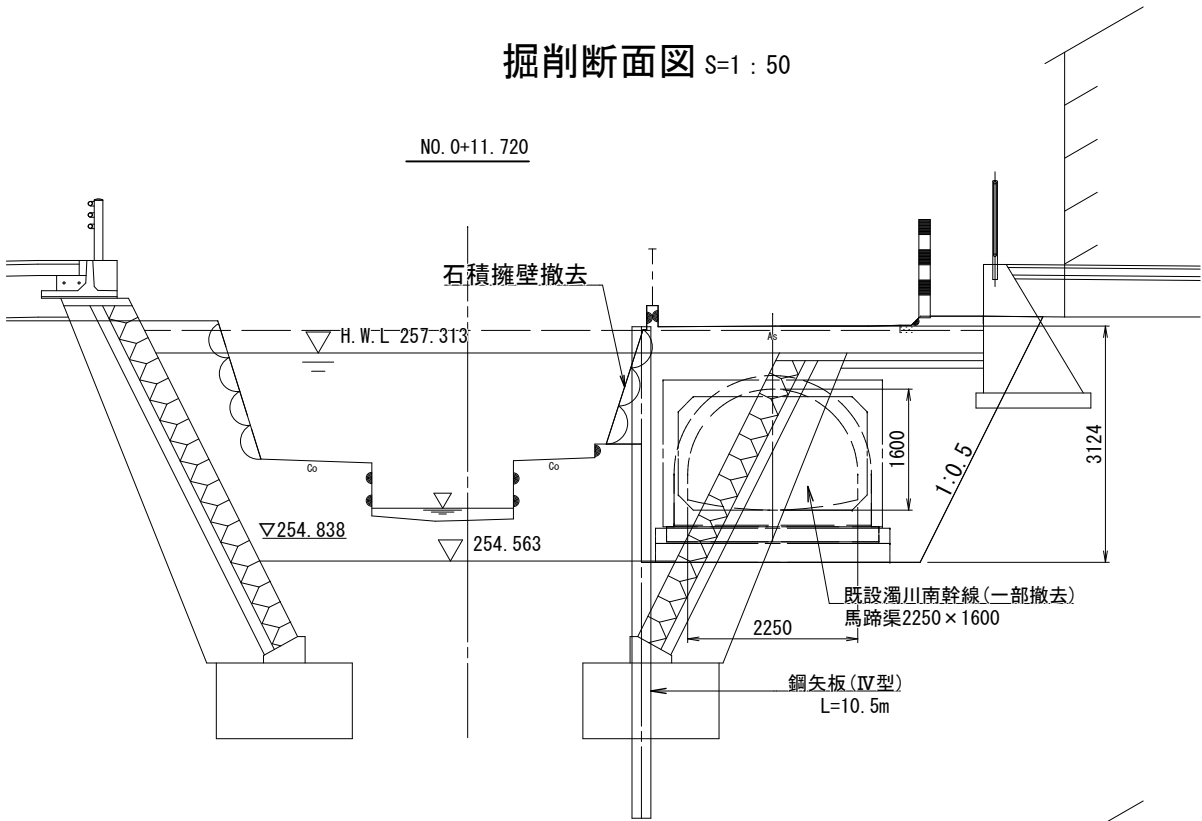 掘削断面図 S=1 : 50
NO. 0+11.720
石積擁壁撤去
H.W.L 257.313
As
1600
3124
1:0.5
Co
Co
▽254.838
254.563
既設濁川南幹線(一部撤去)
馬蹄渠2250×1600
2250
鋼矢板(Ⅳ型)
L=10.5m